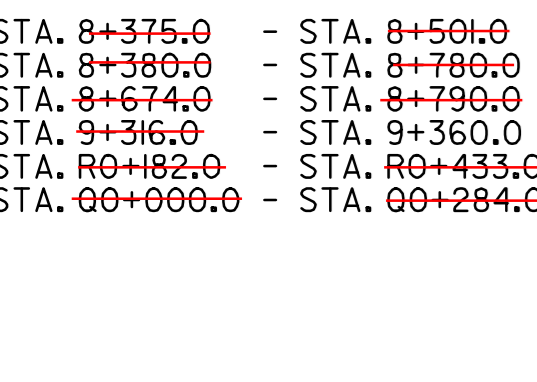 STA. 8+375.0 - STA. 8+501.0
STA. 8+380.0 - STA. 8+780.0
STA. 8+674.0 - STA. 8+790.0
STA. 9+316.0 - STA. 9+360.0
STA. R0+182.0 - STA. R0+433.0
STA. Q0+000.0 - STA. Q0+284.0